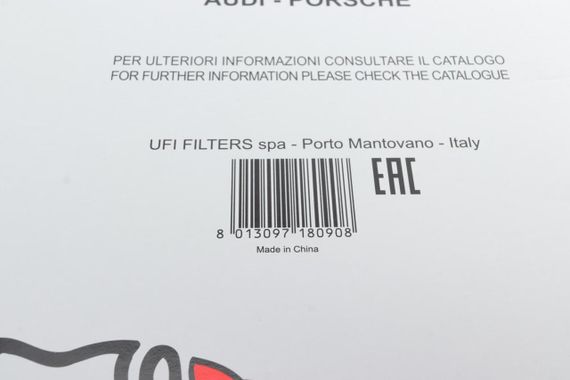 AUDI - PORSCHE
PER ULTERIORI INFORMAZIONI CONSULTARE IL CATALOGO
FOR FURTHER INFORMATION PLEASE CHECK THE CATALOGUE
UFI FILTERS spa - Porto Mantovano - Italy
EAC
8 013097 180908
Made in China